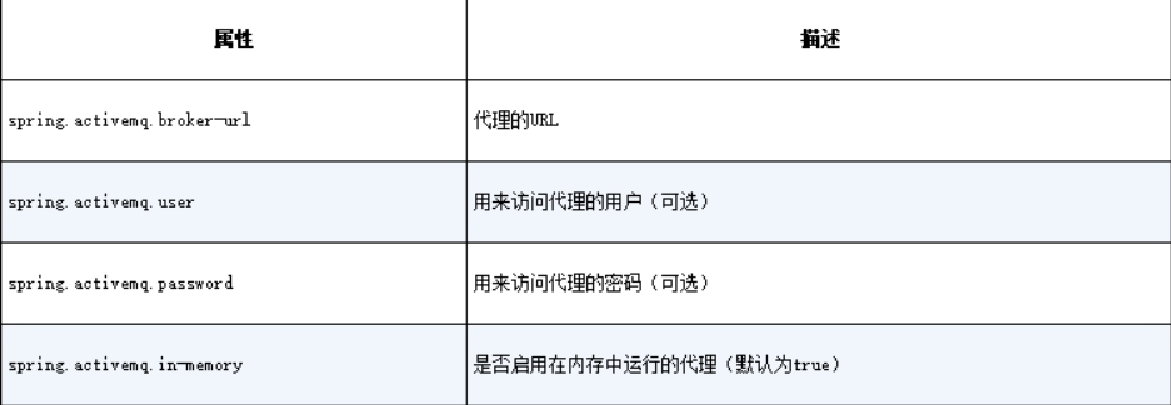 属性 描述
spring.activemq.broker-url 代理的URL
spring.activemq.user 用来访问代理的用户（可选）
spring.activemq.password 用来访问代理的密码（可选）
spring.activemq.in-memory 是否启用在内存中运行的代理（默认为true）